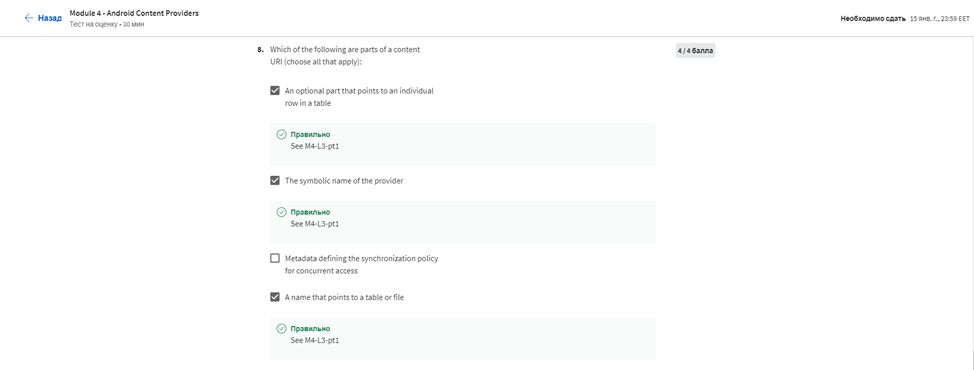 Назад
Module 4 - Android Content Providers
Тест на оценку • 30 мин
Необходимо сдать 15 янв. г., 23:59 EET
8. Which of the following are parts of a content
URI (choose all that apply):
4 / 4 балла
An optional part that points to an individual
row in a table
Правильно
See M4-L3-pt1
The symbolic name of the provider
Правильно
See M4-L3-pt1
Metadata defining the synchronization policy
for concurrent access
A name that points to a table or file
Правильно
See M4-L3-pt1